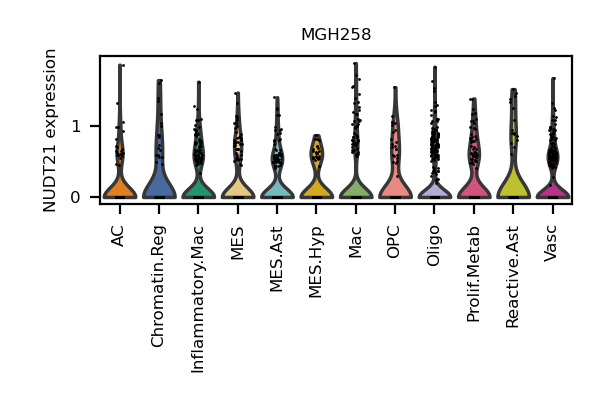 MGH258
NUDT21 expression
1
0
AC
Chromatin.Reg
Inflammatory.Mac
MES
MES.Ast
MES.Hyp
Mac
OPC
Oligo
Prolif.Metab
Reactive.Ast
Vasc